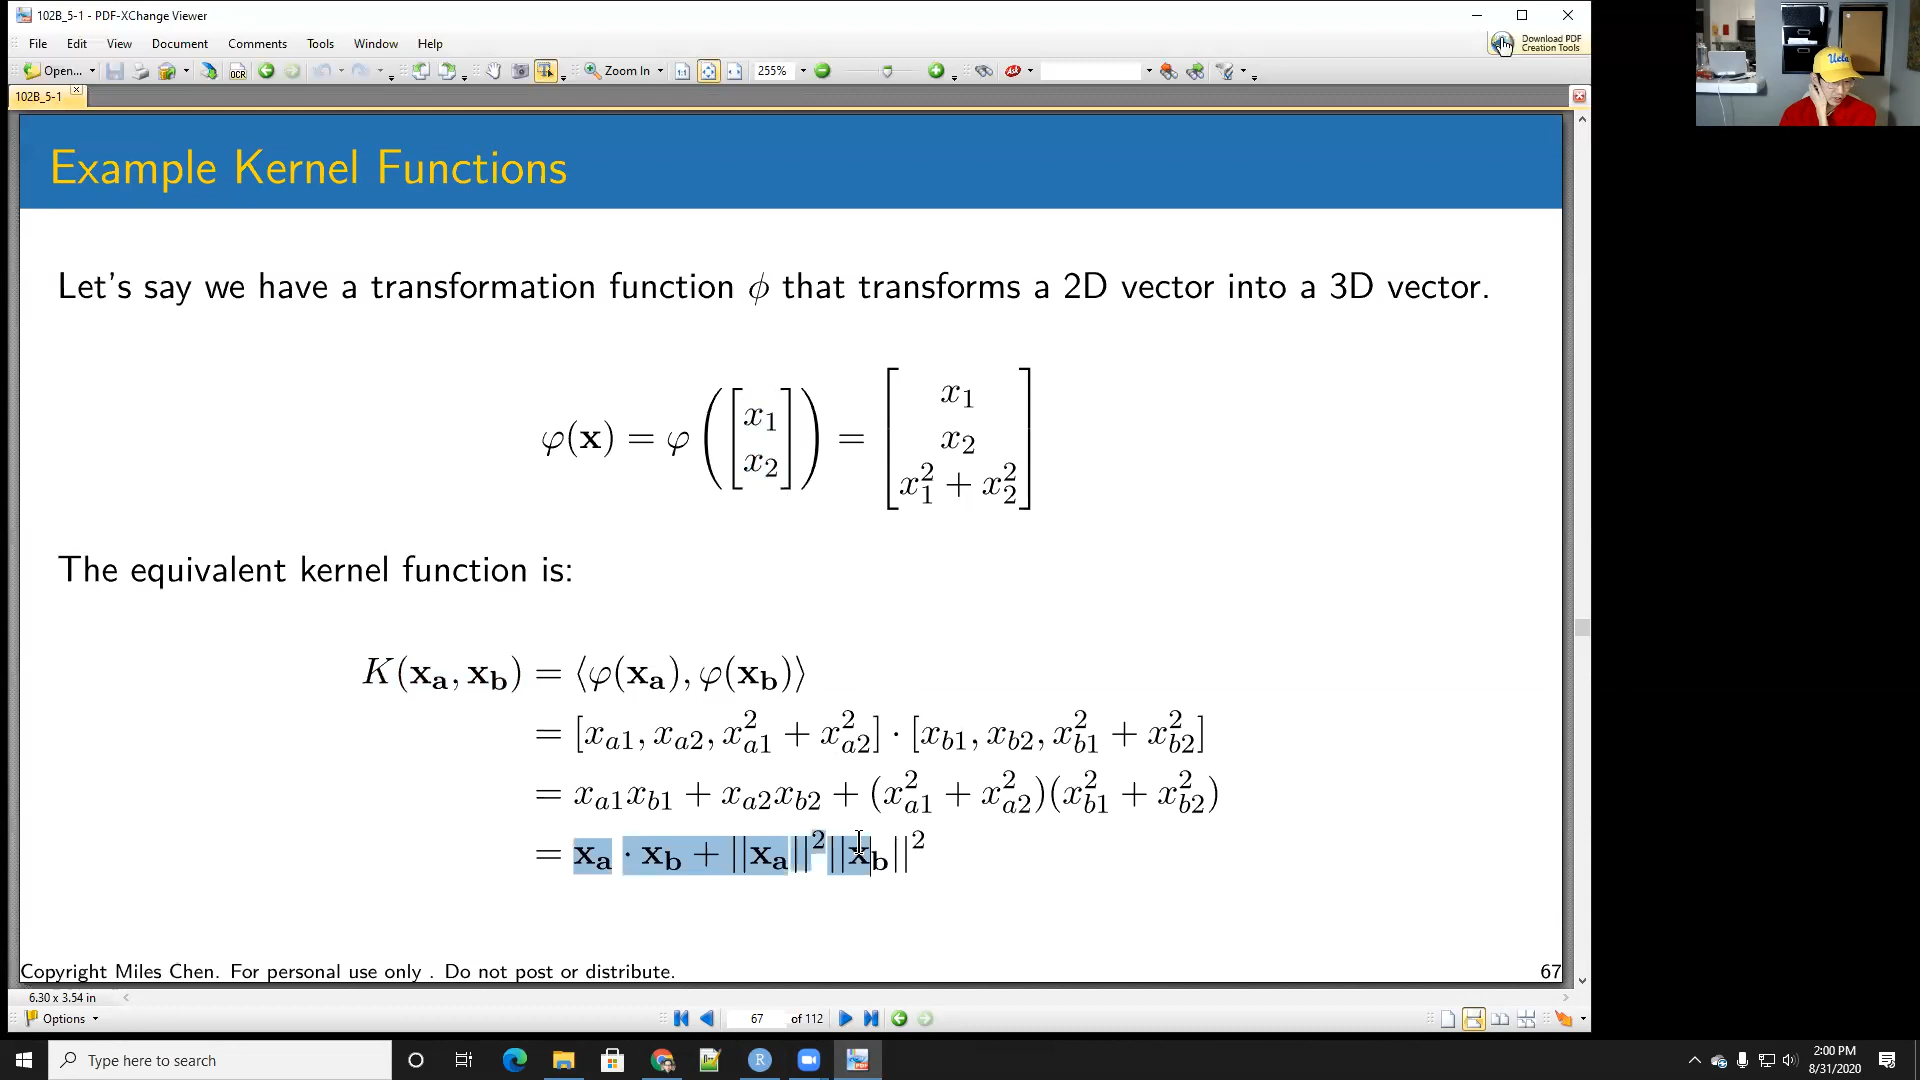 102B_5-1 - PDF-XChange Viewer
File Edit View Document Comments Tools Window Help
Download PDF
Creation Tools
Open... OCR Zoom In 255% Ask
102B_5-1
Ucla
Example Kernel Functions
Let's say we have a transformation function ϕ that transforms a 2D vector into a 3D vector.
φ(x) = φ([x₁ x₂]) = [x₁ x₂ x₁² + x₂²]
The equivalent kernel function is:
K(xₐ, x_b) = ⟨φ(xₐ), φ(x_b)⟩
= [x_{a1}, x_{a2}, x_{a1}² + x_{a2}²] · [x_{b1}, x_{b2}, x_{b1}² + x_{b2}²]
= x_{a1}x_{b1} + x_{a2}x_{b2} + (x_{a1}² + x_{a2}²)(x_{b1}² + x_{b2}²)
= xₐ · x_b + ||xₐ||²||x_b||²
Copyright Miles Chen. For personal use only . Do not post or distribute. 67
6.30 x 3.54 in
Options 67 of 112
Type here to search
R
2:00 PM
8/31/2020